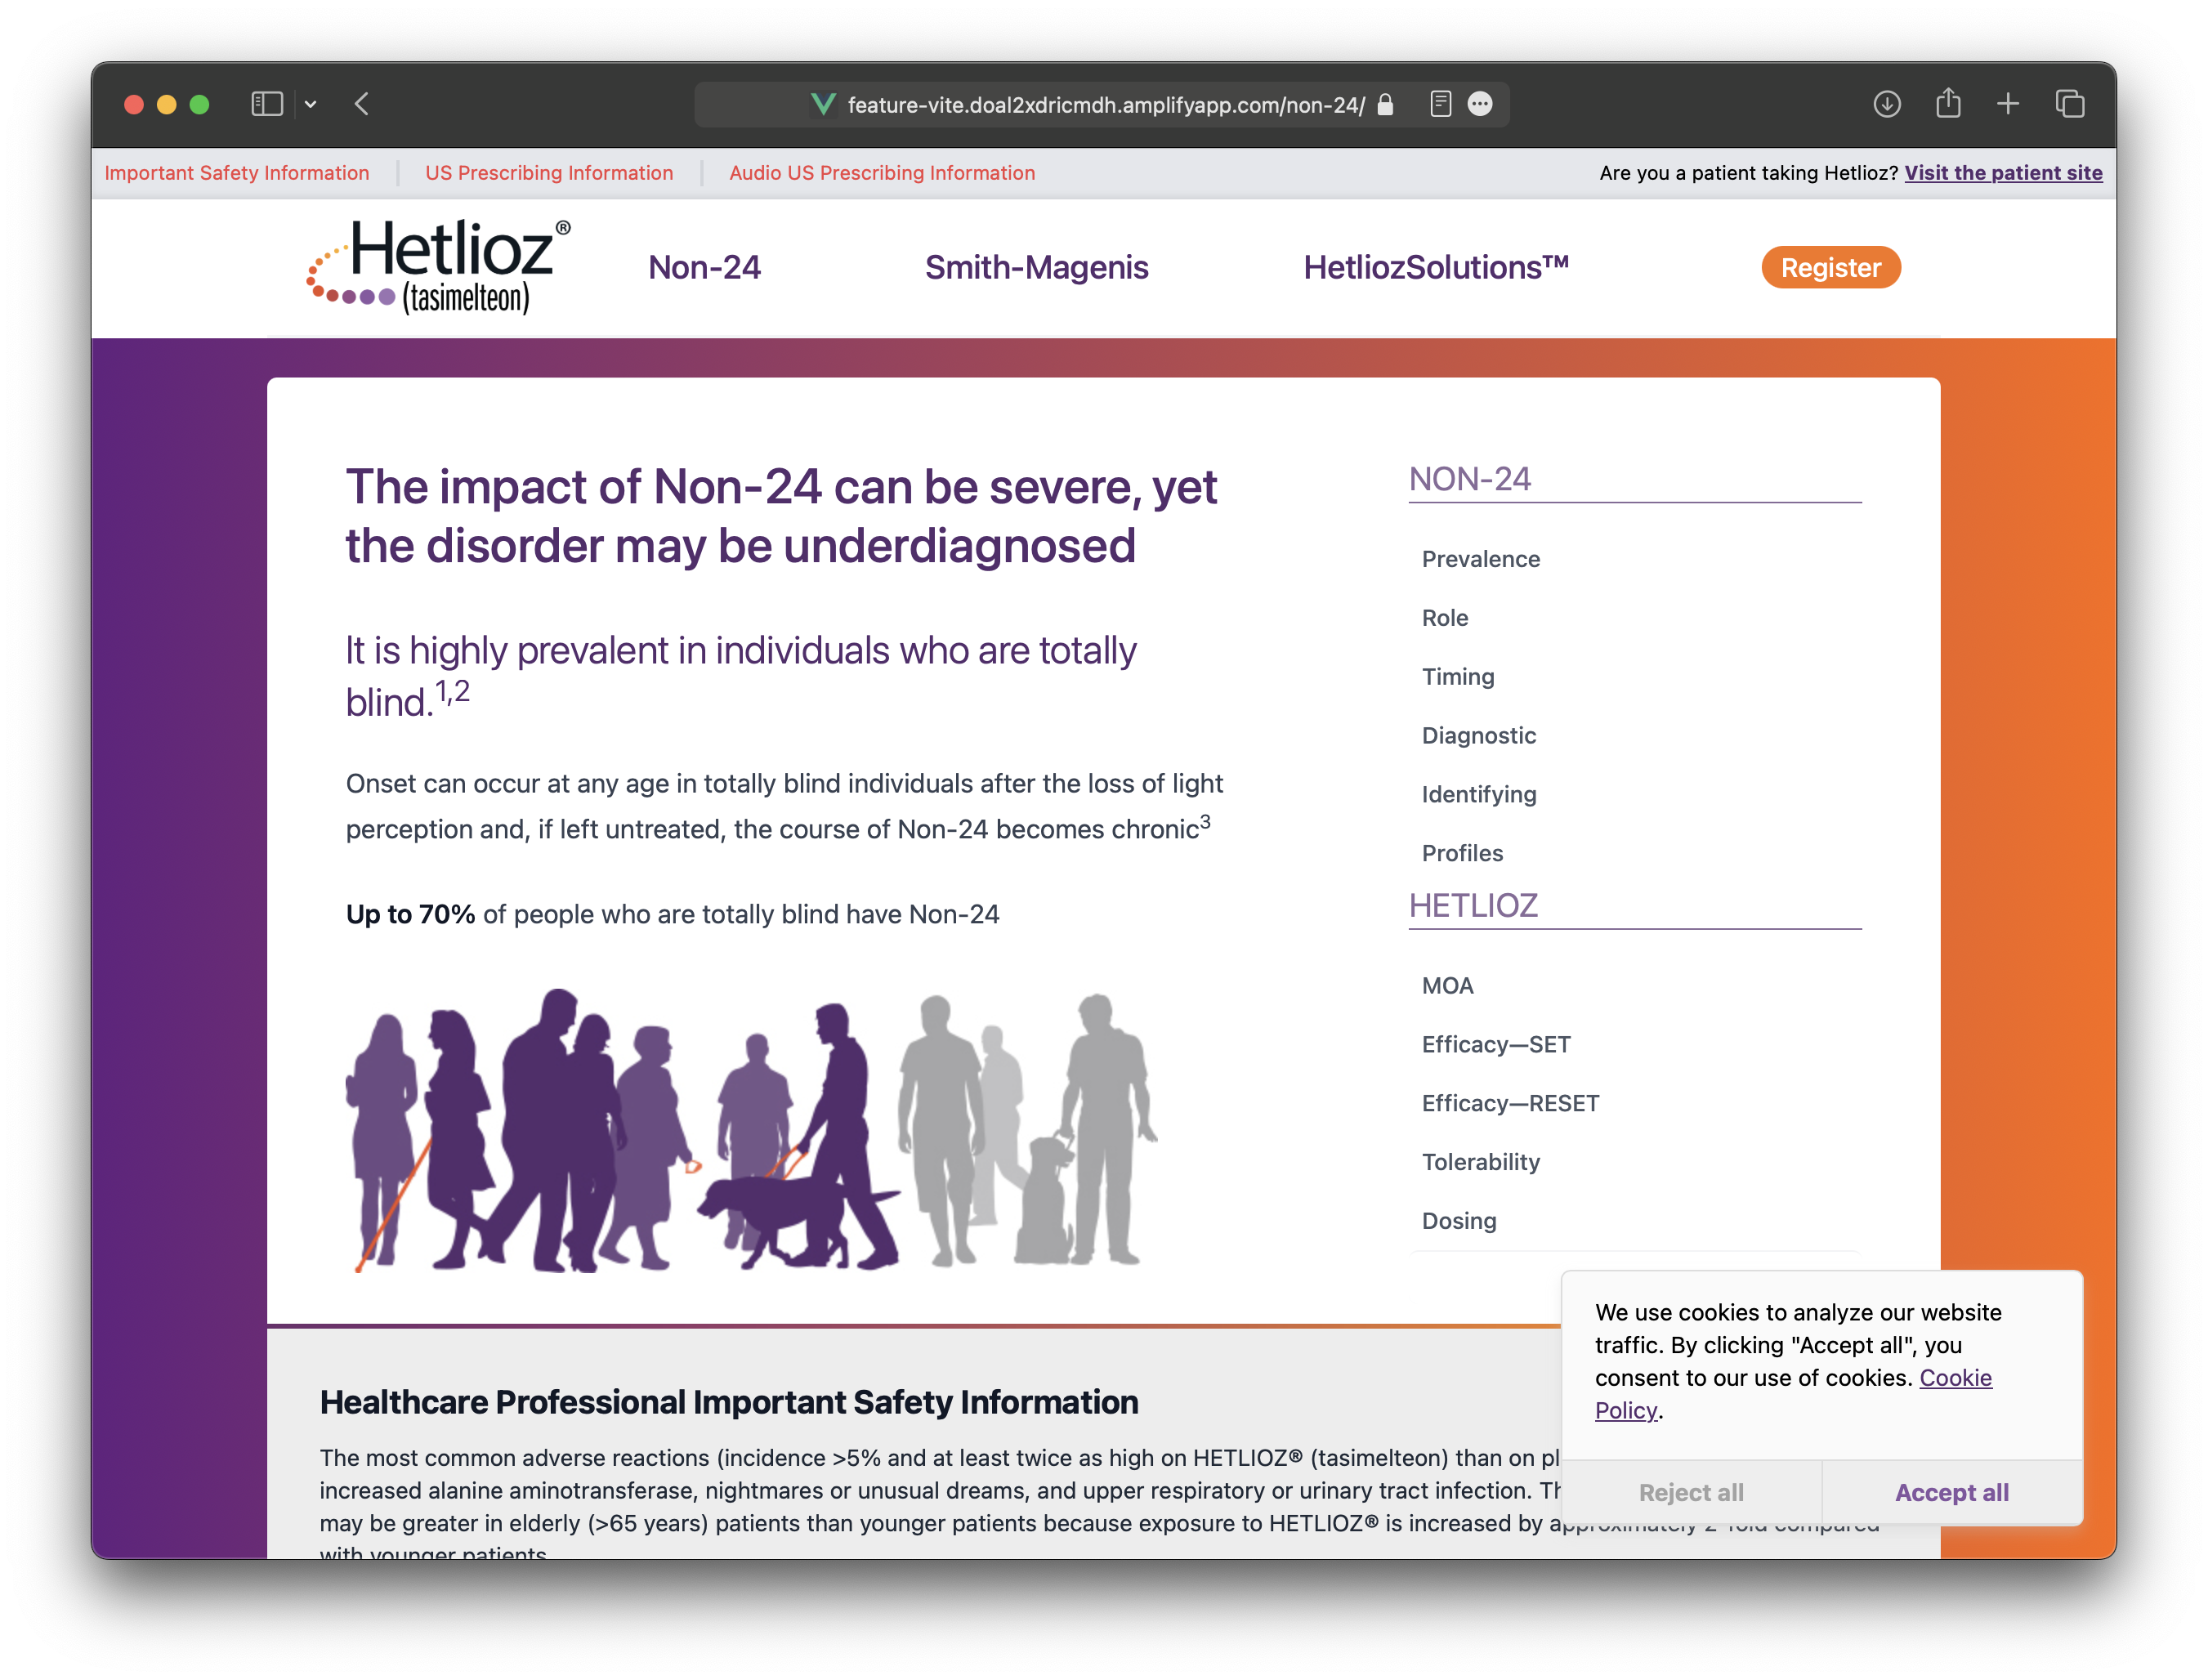 feature-vite.doal2xdricmdh.amplifyapp.com/non-24/
Important Safety Information
US Prescribing Information
Audio US Prescribing Information
Are you a patient taking Hetlioz? Visit the patient site
Hetlioz®
(tasimelteon)
Non-24
Smith-Magenis
HetliozSolutions™
Register
The impact of Non-24 can be severe, yet
the disorder may be underdiagnosed
It is highly prevalent in individuals who are totally
blind.1,2
Onset can occur at any age in totally blind individuals after the loss of light
perception and, if left untreated, the course of Non-24 becomes chronic3
Up to 70% of people who are totally blind have Non-24
NON-24
Prevalence
Role
Timing
Diagnostic
Identifying
Profiles
HETLIOZ
MOA
Efficacy—SET
Efficacy—RESET
Tolerability
Dosing
Healthcare Professional Important Safety Information
The most common adverse reactions (incidence >5% and at least twice as high on HETLIOZ® (tasimelteon) than on pl
increased alanine aminotransferase, nightmares or unusual dreams, and upper respiratory or urinary tract infection. Th
may be greater in elderly (>65 years) patients than younger patients because exposure to HETLIOZ® is increased by approximately 2-fold compared
with younger patients
We use cookies to analyze our website
traffic. By clicking "Accept all", you
consent to our use of cookies. Cookie
Policy.
Reject all
Accept all